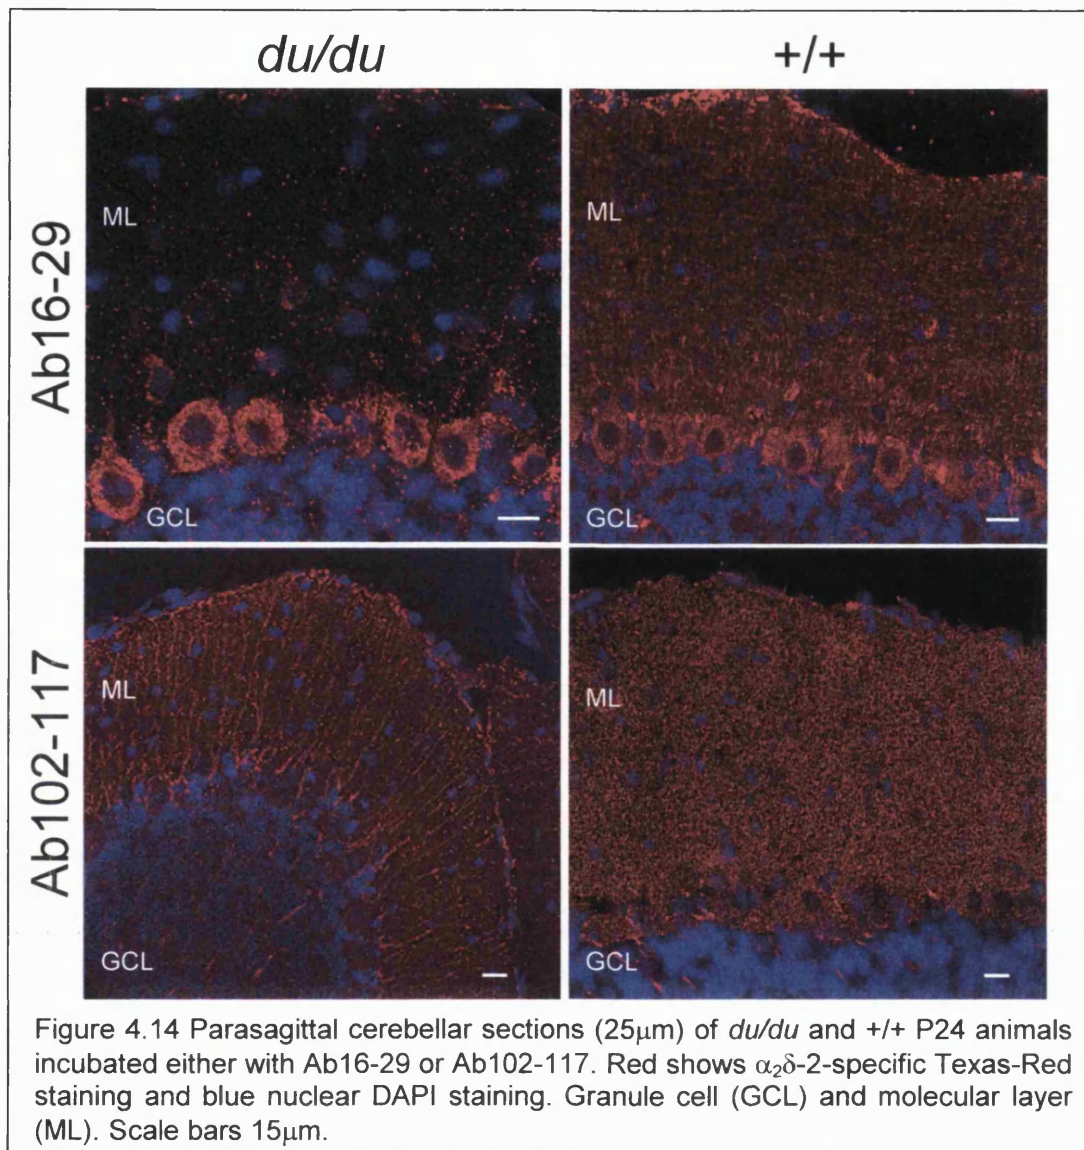 du/du
+/+
Ab16-29
ML
GCL
ML
GCL
Ab102-117
ML
GCL
ML
GCL
Figure 4.14 Parasagittal cerebellar sections (25μm) of du/du and +/+ P24 animals
incubated either with Ab16-29 or Ab102-117. Red shows α₂δ-2-specific Texas-Red
staining and blue nuclear DAPI staining. Granule cell (GCL) and molecular layer
(ML). Scale bars 15μm.